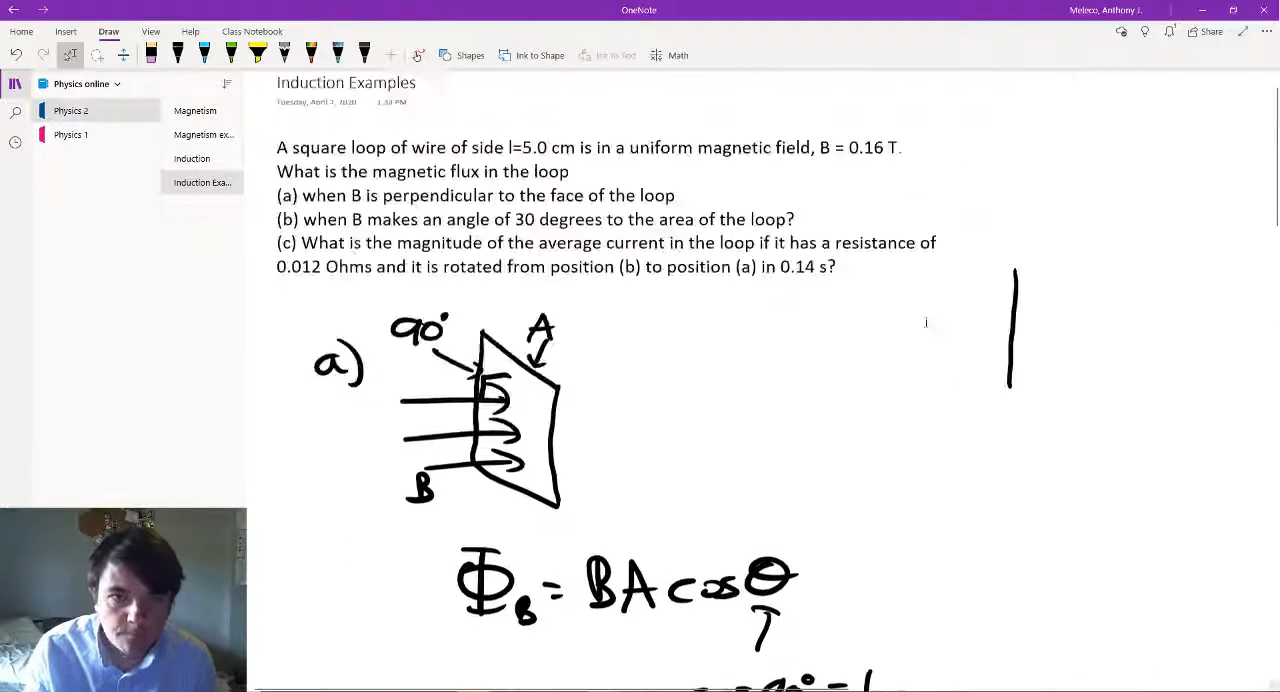 OneNote
Meleco, Anthony J.
Home Insert Draw View Help Class Notebook
Share
Shapes Ink to Shape Ink to Text Math
Physics online
Physics 2
Physics 1
Magnetism
Magnetism ex...
Induction
Induction Exa...
Induction Examples
Tuesday, April 7, 2020 1:33 PM
A square loop of wire of side l=5.0 cm is in a uniform magnetic field, B = 0.16 T.
What is the magnetic flux in the loop
(a) when B is perpendicular to the face of the loop
(b) when B makes an angle of 30 degrees to the area of the loop?
(c) What is the magnitude of the average current in the loop if it has a resistance of
0.012 Ohms and it is rotated from position (b) to position (a) in 0.14 s?
90° A
a)
B
Φ_B = BA cos θ